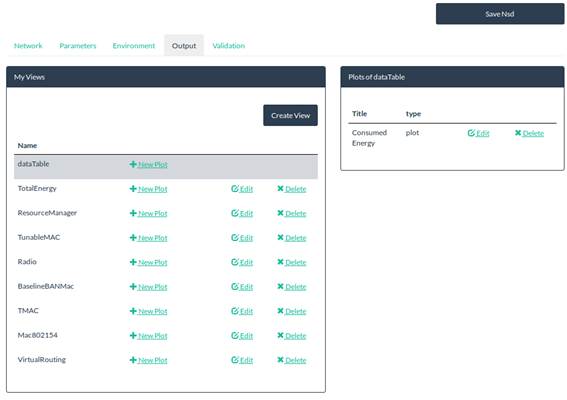 Save Nsd
Network Parameters Environment Output Validation
My Views
Create View
Name
dataTable New Plot
TotalEnergy New Plot Edit Delete
ResourceManager New Plot Edit Delete
TunableMAC New Plot Edit Delete
Radio New Plot Edit Delete
BaselineBANMac New Plot Edit Delete
TMAC New Plot Edit Delete
Mac802154 New Plot Edit Delete
VirtualRouting New Plot Edit Delete
Plots of dataTable
Title type
Consumed plot Edit Delete
Energy